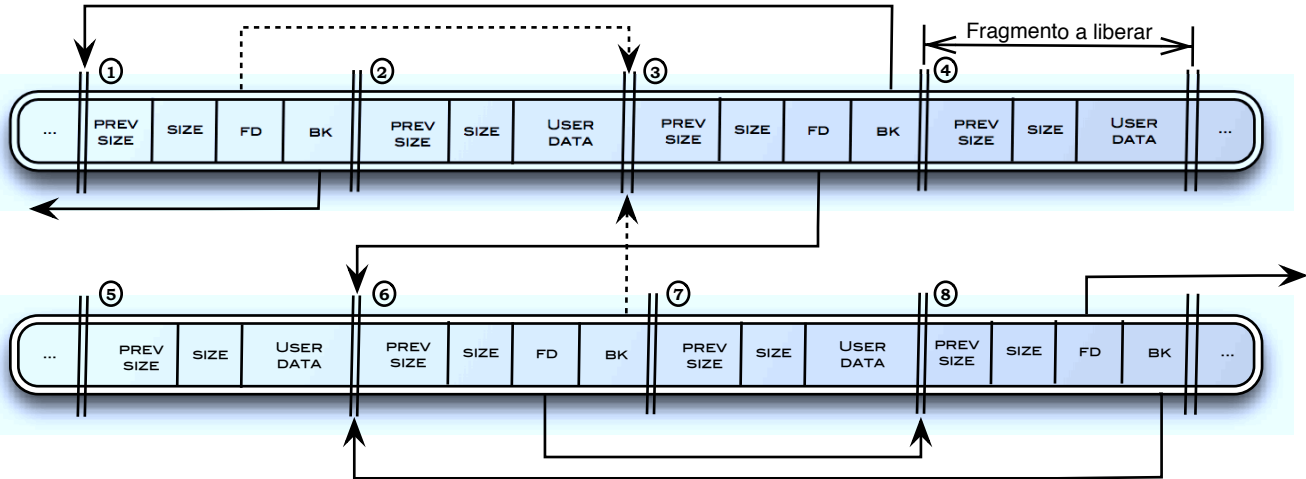 Fragmento a liberar
1 2 3 4
... PREV SIZE SIZE FD BK PREV SIZE SIZE USER DATA PREV SIZE SIZE FD BK PREV SIZE SIZE USER DATA ...
5 6 7 8
... PREV SIZE SIZE USER DATA PREV SIZE SIZE FD BK PREV SIZE SIZE USER DATA PREV SIZE SIZE FD BK ...